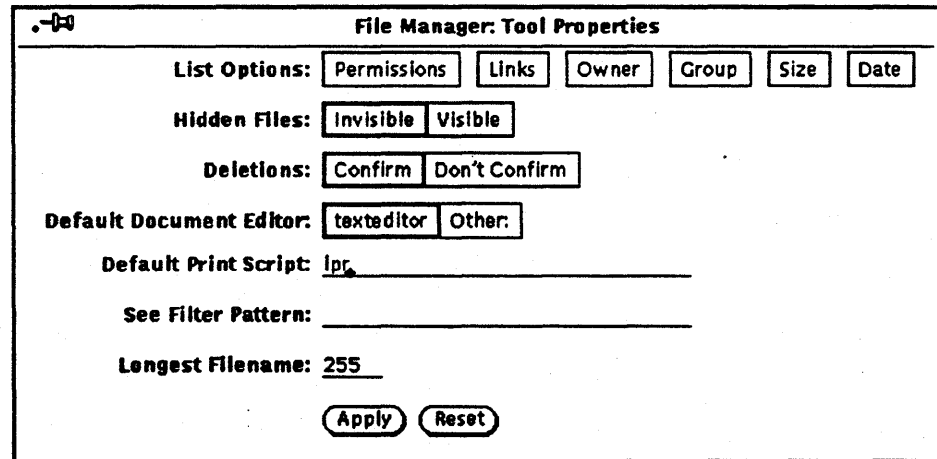 File Manager: Tool Properties
List Options: Permissions Links Owner Group Size Date
Hidden Files: Invisible Visible
Deletions: Confirm Don't Confirm
Default Document Editor: texteditor Other:
Default Print Script: lpr
See Filter Pattern:
Longest Filename: 255
Apply Reset